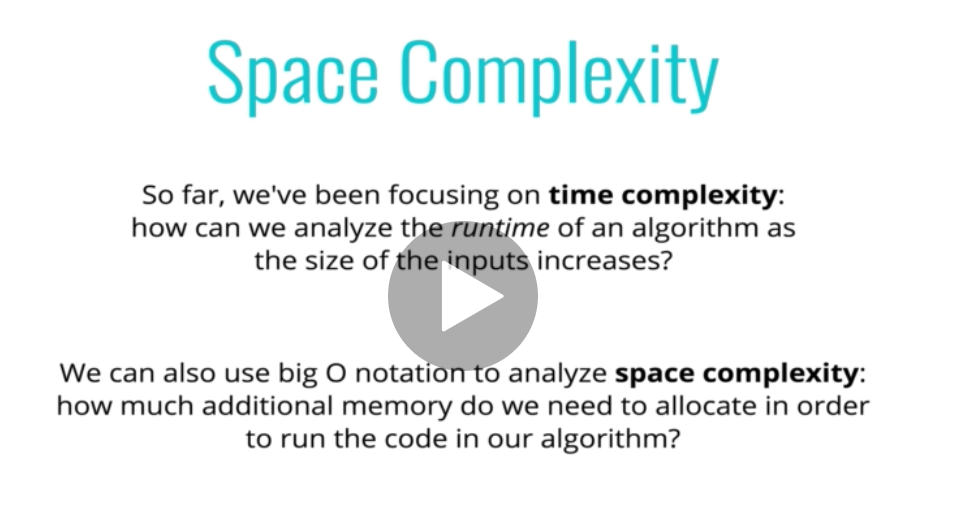 Space Complexity
So far, we've been focusing on time complexity:
how can we analyze the runtime of an algorithm as
the size of the inputs increases?
We can also use big O notation to analyze space complexity:
how much additional memory do we need to allocate in order
to run the code in our algorithm?